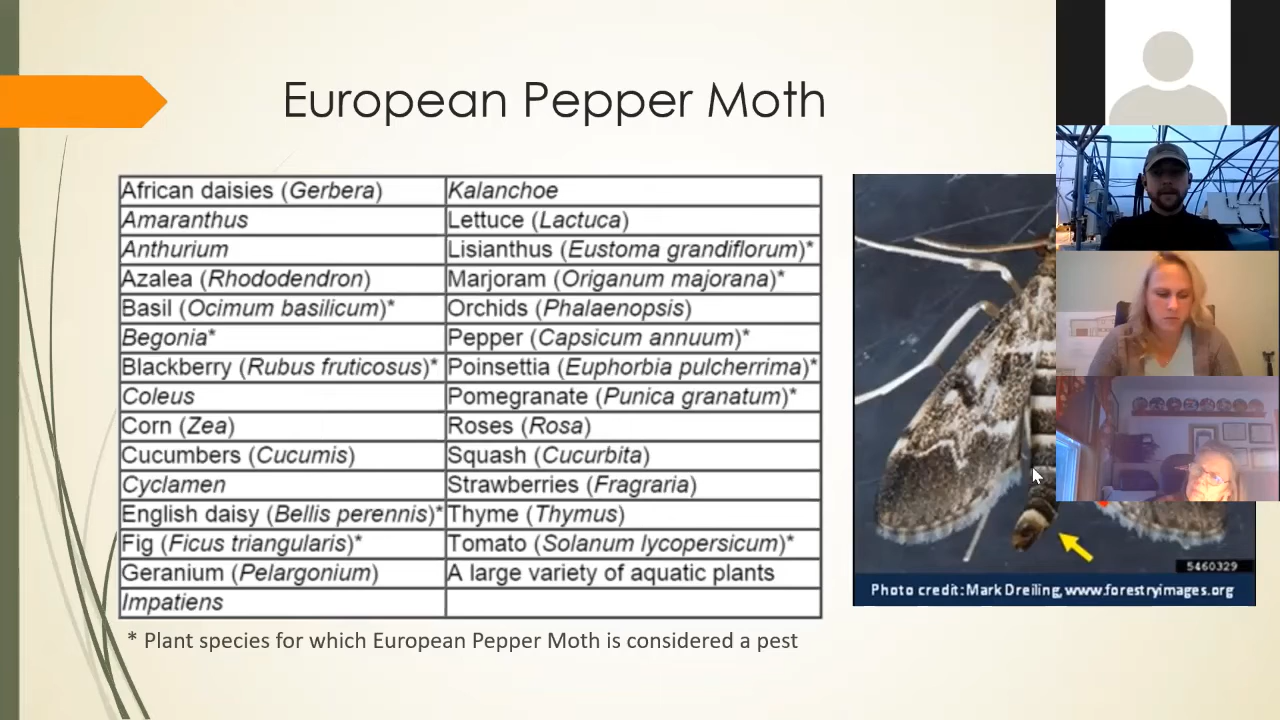 European Pepper Moth
African daisies (Gerbera) Kalanchoe
Amaranthus Lettuce (Lactuca)
Anthurium Lisianthus (Eustoma grandiflorum)*
Azalea (Rhododendron) Marjoram (Origanum majorana)*
Basil (Ocimum basilicum)* Orchids (Phalaenopsis)
Begonia* Pepper (Capsicum annuum)*
Blackberry (Rubus fruticosus)* Poinsettia (Euphorbia pulcherrima)*
Coleus Pomegranate (Punica granatum)*
Corn (Zea) Roses (Rosa)
Cucumbers (Cucumis) Squash (Cucurbita)
Cyclamen Strawberries (Fragraria)
English daisy (Bellis perennis)* Thyme (Thymus)
Fig (Ficus triangularis)* Tomato (Solanum lycopersicum)*
Geranium (Pelargonium) A large variety of aquatic plants
Impatiens
* Plant species for which European Pepper Moth is considered a pest
5460329
Photo credit: Mark Dreiling, www.forestryimages.org